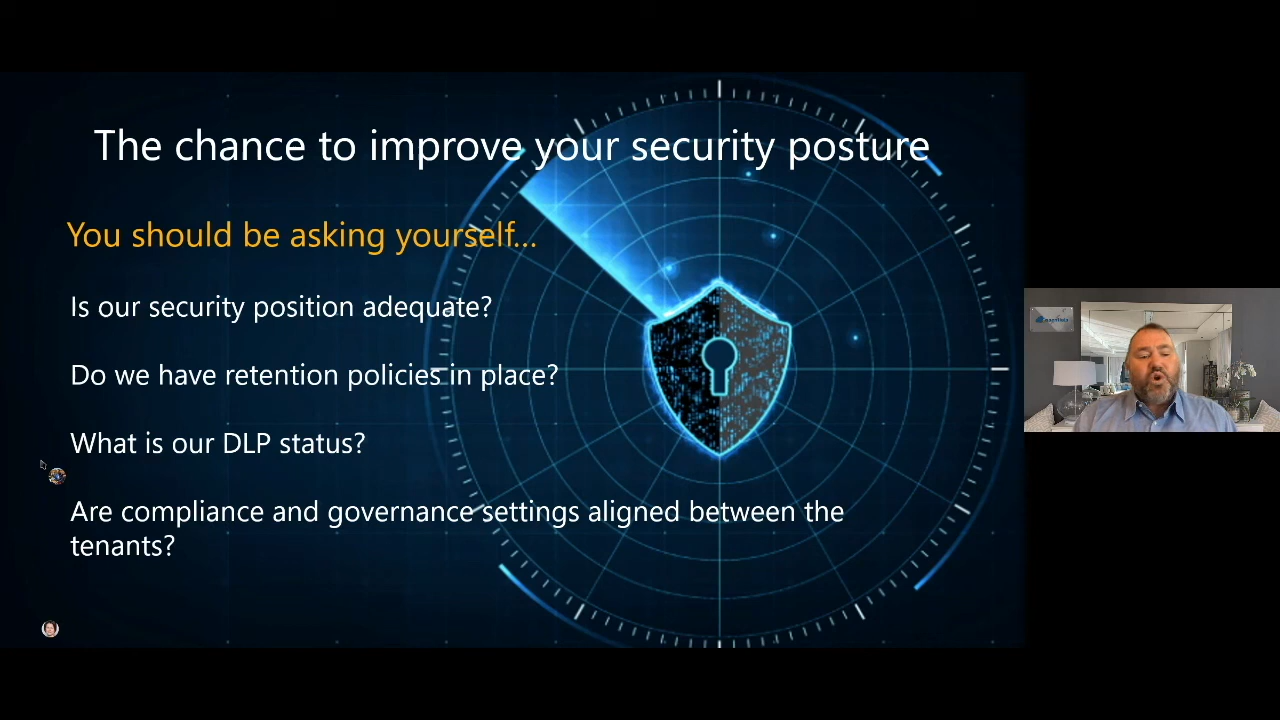 The chance to improve your security posture
You should be asking yourself...
Is our security position adequate?
Do we have retention policies in place?
What is our DLP status?
Are compliance and governance settings aligned between the
tenants?